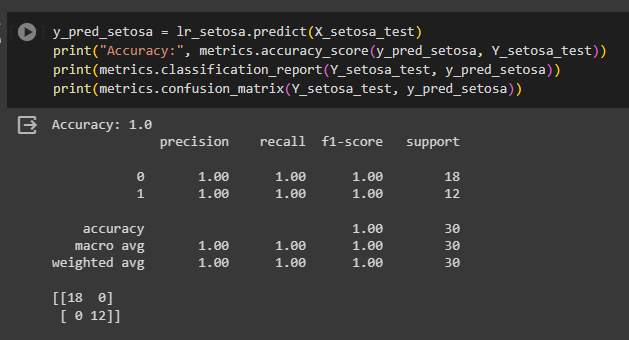 y_pred_setosa = lr_setosa.predict(X_setosa_test)
print("Accuracy:", metrics.accuracy_score(y_pred_setosa, Y_setosa_test))
print(metrics.classification_report(Y_setosa_test, y_pred_setosa))
print(metrics.confusion_matrix(Y_setosa_test, y_pred_setosa))
Accuracy: 1.0
precision recall f1-score support
0 1.00 1.00 1.00 18
1 1.00 1.00 1.00 12
accuracy 1.00 30
macro avg 1.00 1.00 1.00 30
weighted avg 1.00 1.00 1.00 30
[[18 0]
[ 0 12]]